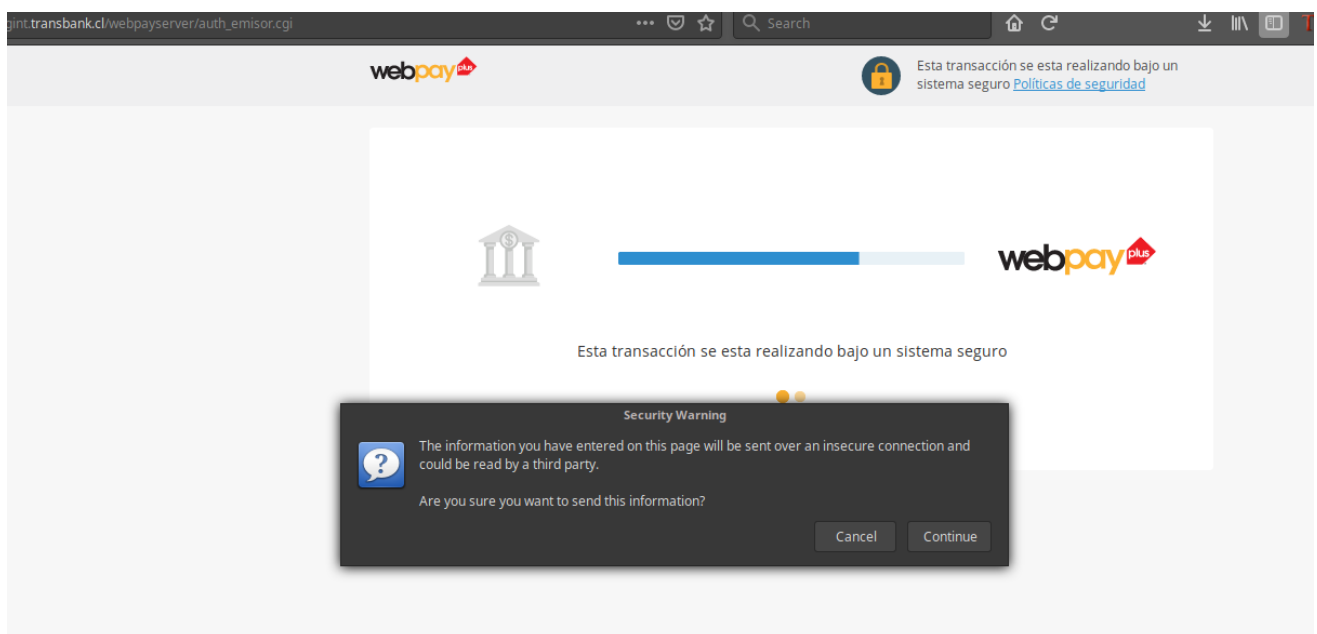 gint.transbank.cl/webpayserver/auth_emisor.cgi
Search
webpay plus
Esta transacción se esta realizando bajo un
sistema seguro Políticas de seguridad
webpay plus
Esta transacción se esta realizando bajo un sistema seguro
Security Warning
The information you have entered on this page will be sent over an insecure connection and
could be read by a third party.
Are you sure you want to send this information?
Cancel
Continue